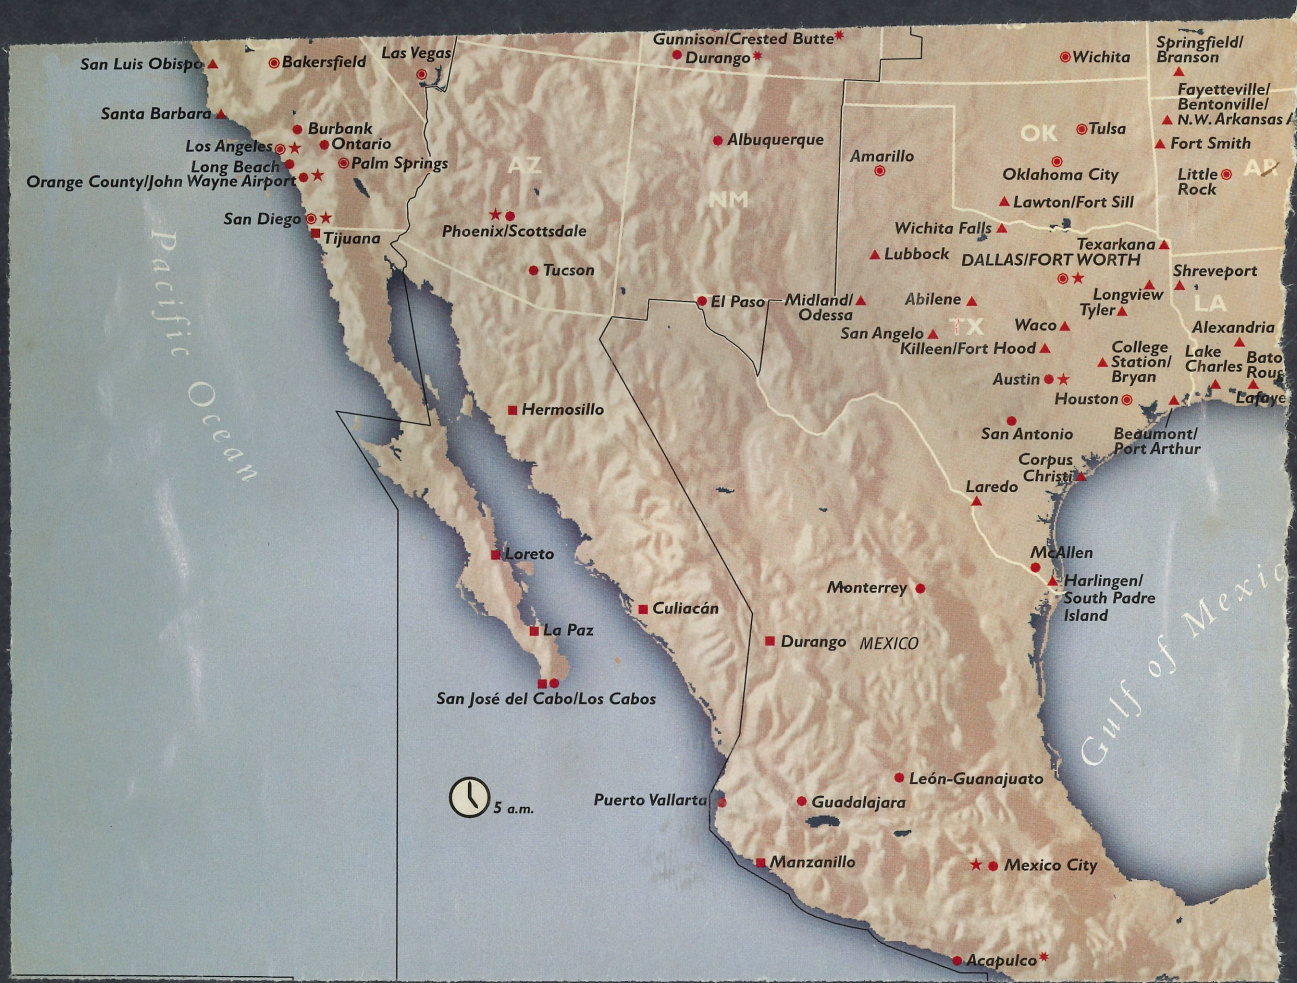 KS
Gunnison/Crested Butte
Durango
Las Vegas
San Luis Obispo
Bakersfield
Wichita
Springfield/
Branson
Fayetteville/
Bentonville/
N.W. Arkansas
Santa Barbara
Burbank
Ontario
Los Angeles
Long Beach
Palm Springs
Orange County/John Wayne Airport
AZ
Albuquerque
NM
Amarillo
OK
Tulsa
Oklahoma City
Fort Smith
Little
Rock
AR
San Diego
Tijuana
Phoenix/Scottsdale
Tucson
Lawton/Fort Sill
Wichita Falls
Lubbock
Texarkana
DALLAS/FORT WORTH
Shreveport
El Paso
Midland/
Odessa
Abilene
Longview
Tyler
LA
San Angelo
TX
Waco
Killeen/Fort Hood
Alexandria
College
Station/
Bryan
Lake
Charles
Bato
Roug
Austin
Houston
Lafaye
Pacific Ocean
Hermosillo
San Antonio
Beaumont/
Port Arthur
Corpus
Christi
Laredo
Loreto
McAllen
Monterrey
Harlingen/
South Padre
Island
Culiacán
La Paz
Durango
MEXICO
San José del Cabo/Los Cabos
Gulf of Mexic
5 a.m.
León-Guanajuato
Puerto Vallarta
Guadalajara
Manzanillo
Mexico City
Acapulco